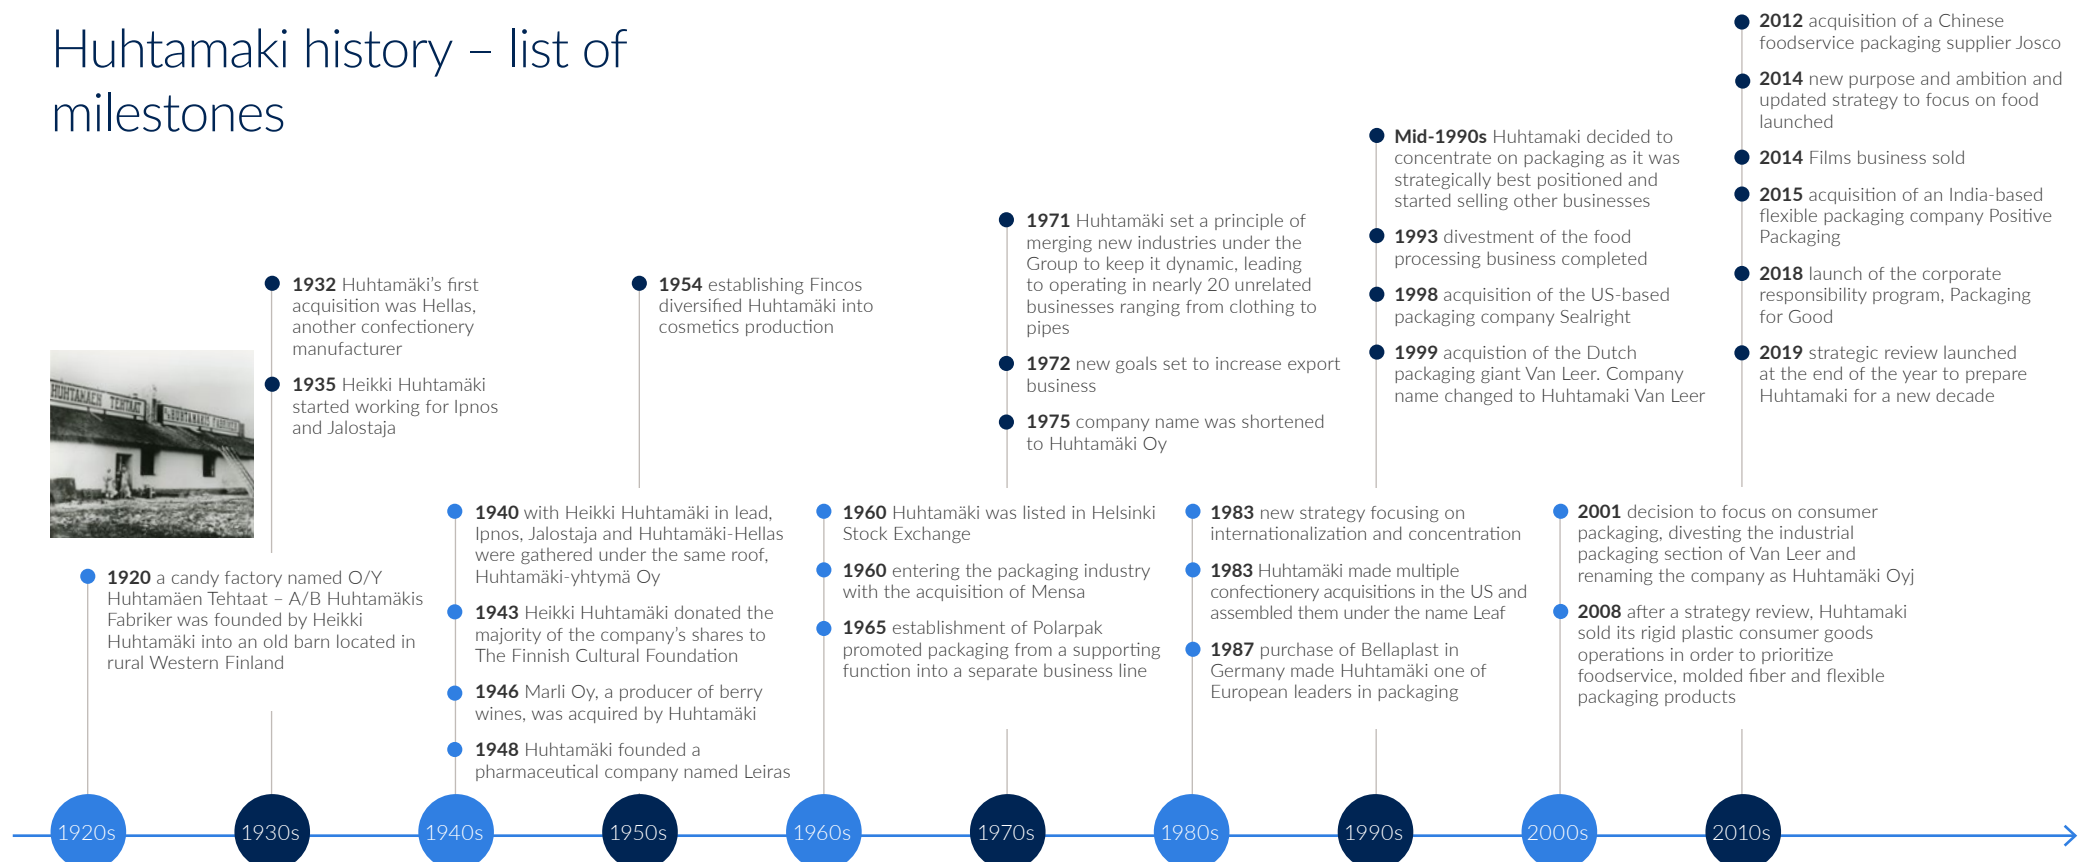 Huhtamaki history – list of
milestones
HUHTAMÄEN TEHTAAT
1920 a candy factory named O/Y
Huhtamäen Tehtaat – A/B Huhtamäkis
Fabriker was founded by Heikki
Huhtamäki into an old barn located in
rural Western Finland
1932 Huhtamäki’s first
acquisition was Hellas,
another confectionery
manufacturer
1935 Heikki Huhtamäki
started working for Ipnos
and Jalostaja
1940 with Heikki Huhtamäki in lead,
Ipnos, Jalostaja and Huhtamäki-Hellas
were gathered under the same roof,
Huhtamäki-yhtymä Oy
1943 Heikki Huhtamäki donated the
majority of the company’s shares to
The Finnish Cultural Foundation
1946 Marli Oy, a producer of berry
wines, was acquired by Huhtamäki
1948 Huhtamäki founded a
pharmaceutical company named Leiras
1954 establishing Fincos
diversified Huhtamäki into
cosmetics production
1960 Huhtamäki was listed in Helsinki
Stock Exchange
1960 entering the packaging industry
with the acquisition of Mensa
1965 establishment of Polarpak
promoted packaging from a supporting
function into a separate business line
1971 Huhtamäki set a principle of
merging new industries under the
Group to keep it dynamic, leading
to operating in nearly 20 unrelated
businesses ranging from clothing to
pipes
1972 new goals set to increase export
business
1975 company name was shortened
to Huhtamäki Oy
1983 new strategy focusing on
internationalization and concentration
1983 Huhtamäki made multiple
confectionery acquisitions in the US and
assembled them under the name Leaf
1987 purchase of Bellaplast in
Germany made Huhtamäki one of
European leaders in packaging
Mid-1990s Huhtamaki decided to
concentrate on packaging as it was
strategically best positioned and
started selling other businesses
1993 divestment of the food
processing business completed
1998 acquisition of the US-based
packaging company Sealright
1999 acquistion of the Dutch
packaging giant Van Leer. Company
name changed to Huhtamaki Van Leer
2001 decision to focus on consumer
packaging, divesting the industrial
packaging section of Van Leer and
renaming the company as Huhtamäki Oyj
2008 after a strategy review, Huhtamaki
sold its rigid plastic consumer goods
operations in order to prioritize
foodservice, molded fiber and flexible
packaging products
2012 acquisition of a Chinese
foodservice packaging supplier Josco
2014 new purpose and ambition and
updated strategy to focus on food
launched
2014 Films business sold
2015 acquisition of an India-based
flexible packaging company Positive
Packaging
2018 launch of the corporate
responsibility program, Packaging
for Good
2019 strategic review launched
at the end of the year to prepare
Huhtamaki for a new decade
1920s
1930s
1940s
1950s
1960s
1970s
1980s
1990s
2000s
2010s